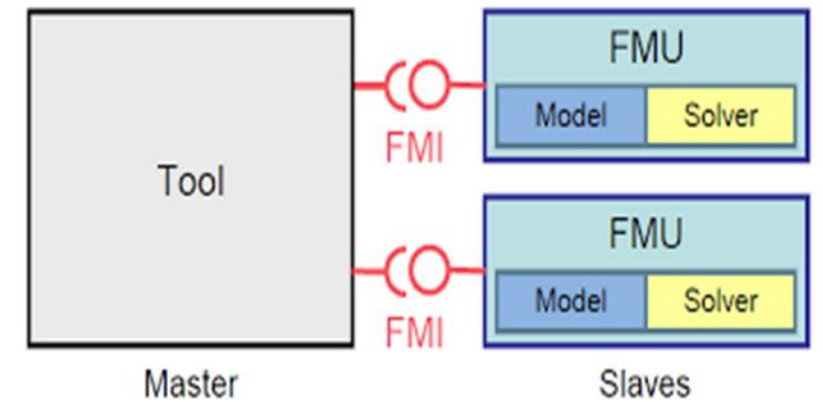 FMU
Model Solver
FMI
Tool
FMU
Model Solver
FMI
Master
Slaves